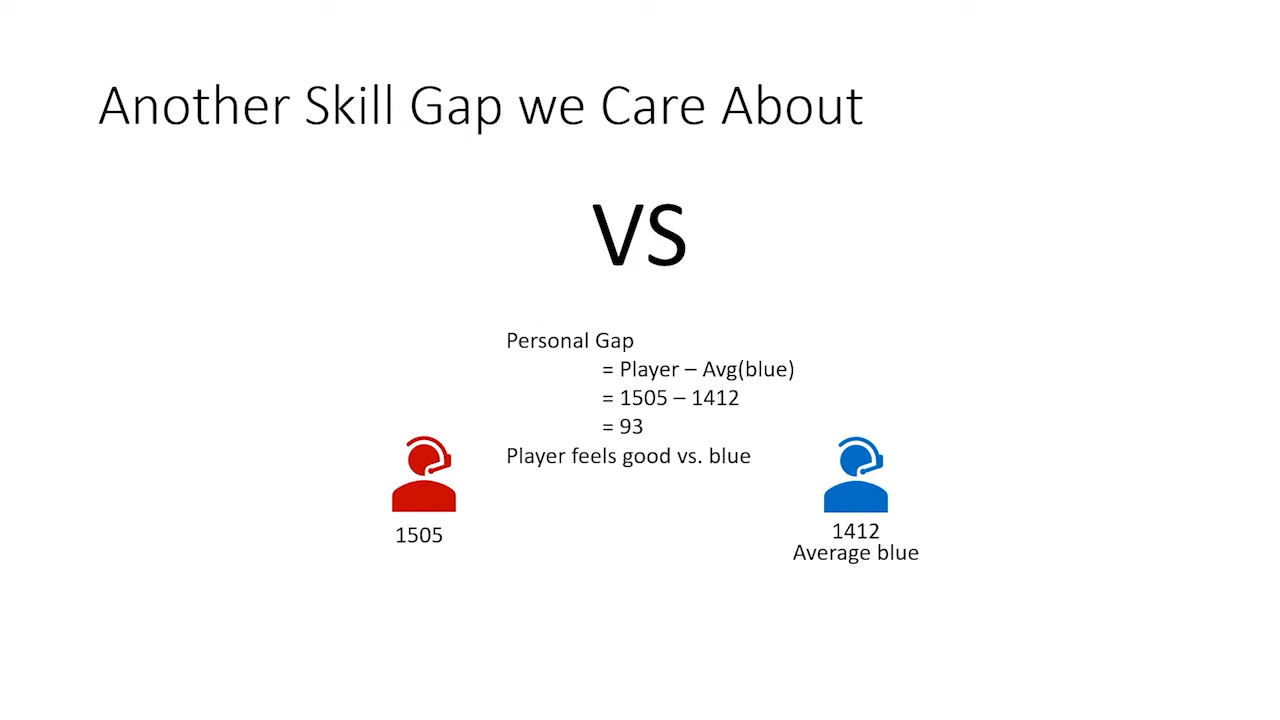 Another Skill Gap we Care About
VS
Personal Gap
= Player – Avg(blue)
= 1505 – 1412
= 93
Player feels good vs. blue
1505
1412
Average blue